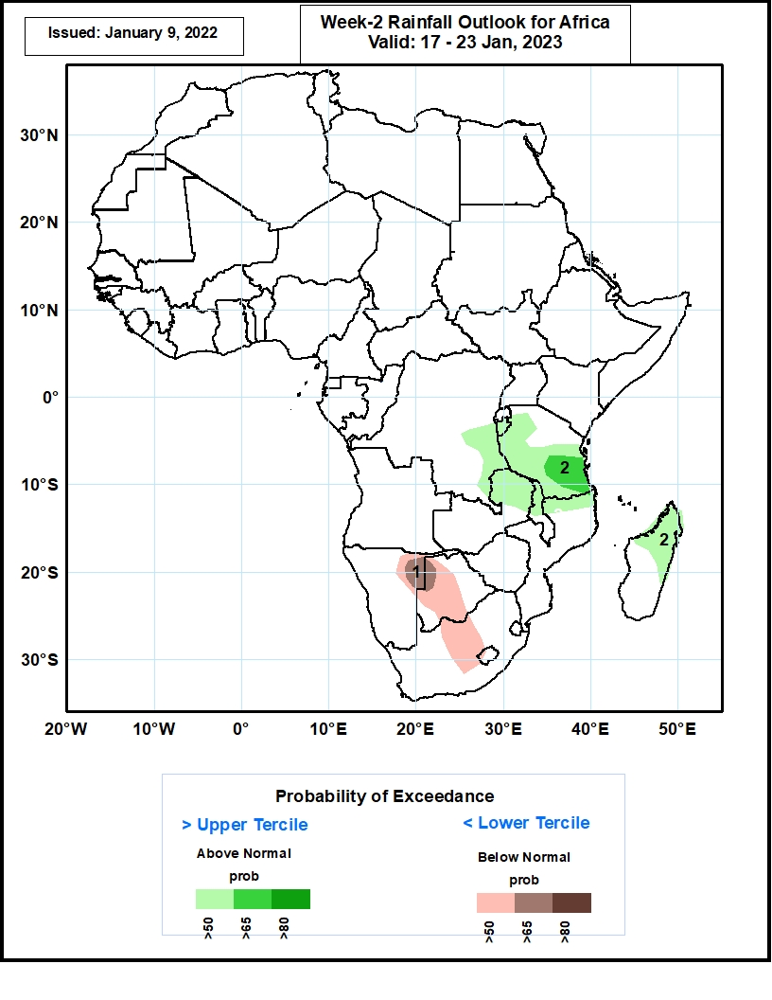 Issued: January 9, 2022
Week-2 Rainfall Outlook for Africa
Valid: 17 - 23 Jan, 2023
30°N
20°N
10°N
0°
10°S
20°S
30°S
2
2
1
20°W
10°W
0°
10°E
20°E
30°E
40°E
50°E
Probability of Exceedance
> Upper Tercile
< Lower Tercile
Above Normal
Below Normal
prob
prob
>50
>65
>80
>50
>65
>80